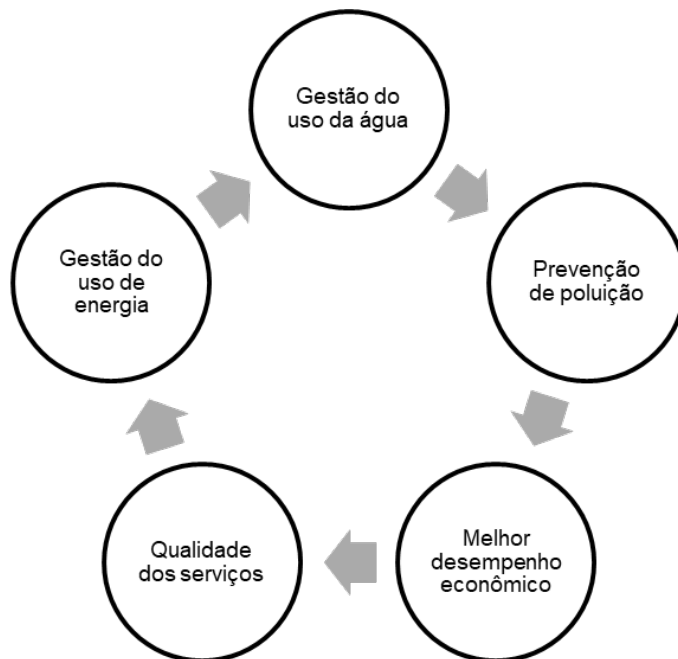 Gestão do
uso da água
Prevenção
de poluição
Melhor
desempenho
econômico
Qualidade
dos serviços
Gestão do
uso de
energia